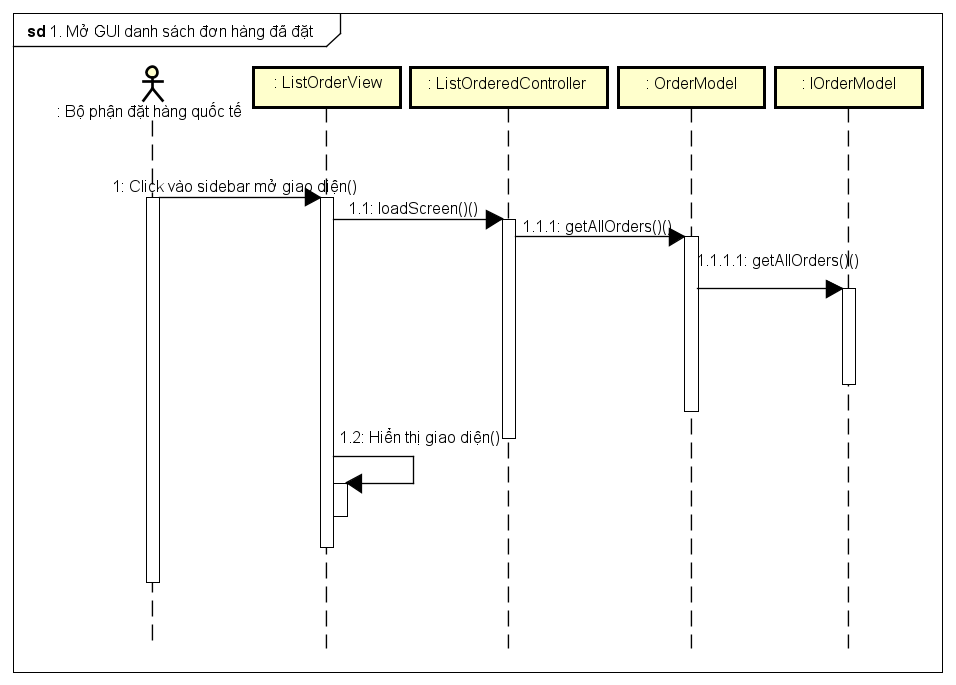 sd 1. Mở GUI danh sách đơn hàng đã đặt
: Bộ phận đặt hàng quốc tế
: ListOrderView
: ListOrderedController
: OrderModel
: IOrderModel
1: Click vào sidebar mở giao diện()
1.1: loadScreen()()
1.1.1: getAllOrders()()
1.1.1.1: getAllOrders()()
1.2: Hiển thị giao diện()